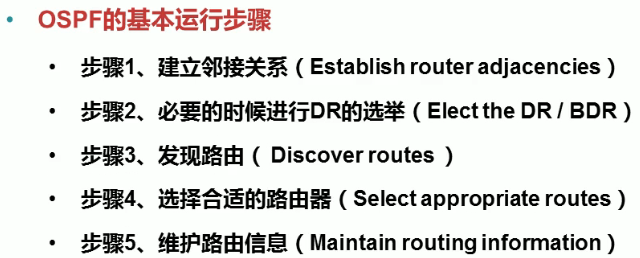 • OSPF的基本运行步骤
• 步骤1、建立邻接关系（Establish router adjacencies）
• 步骤2、必要的时候进行DR的选举（Elect the DR / BDR）
• 步骤3、发现路由（ Discover routes ）
• 步骤4、选择合适的路由器（Select appropriate routes）
• 步骤5、维护路由信息（Maintain routing information）